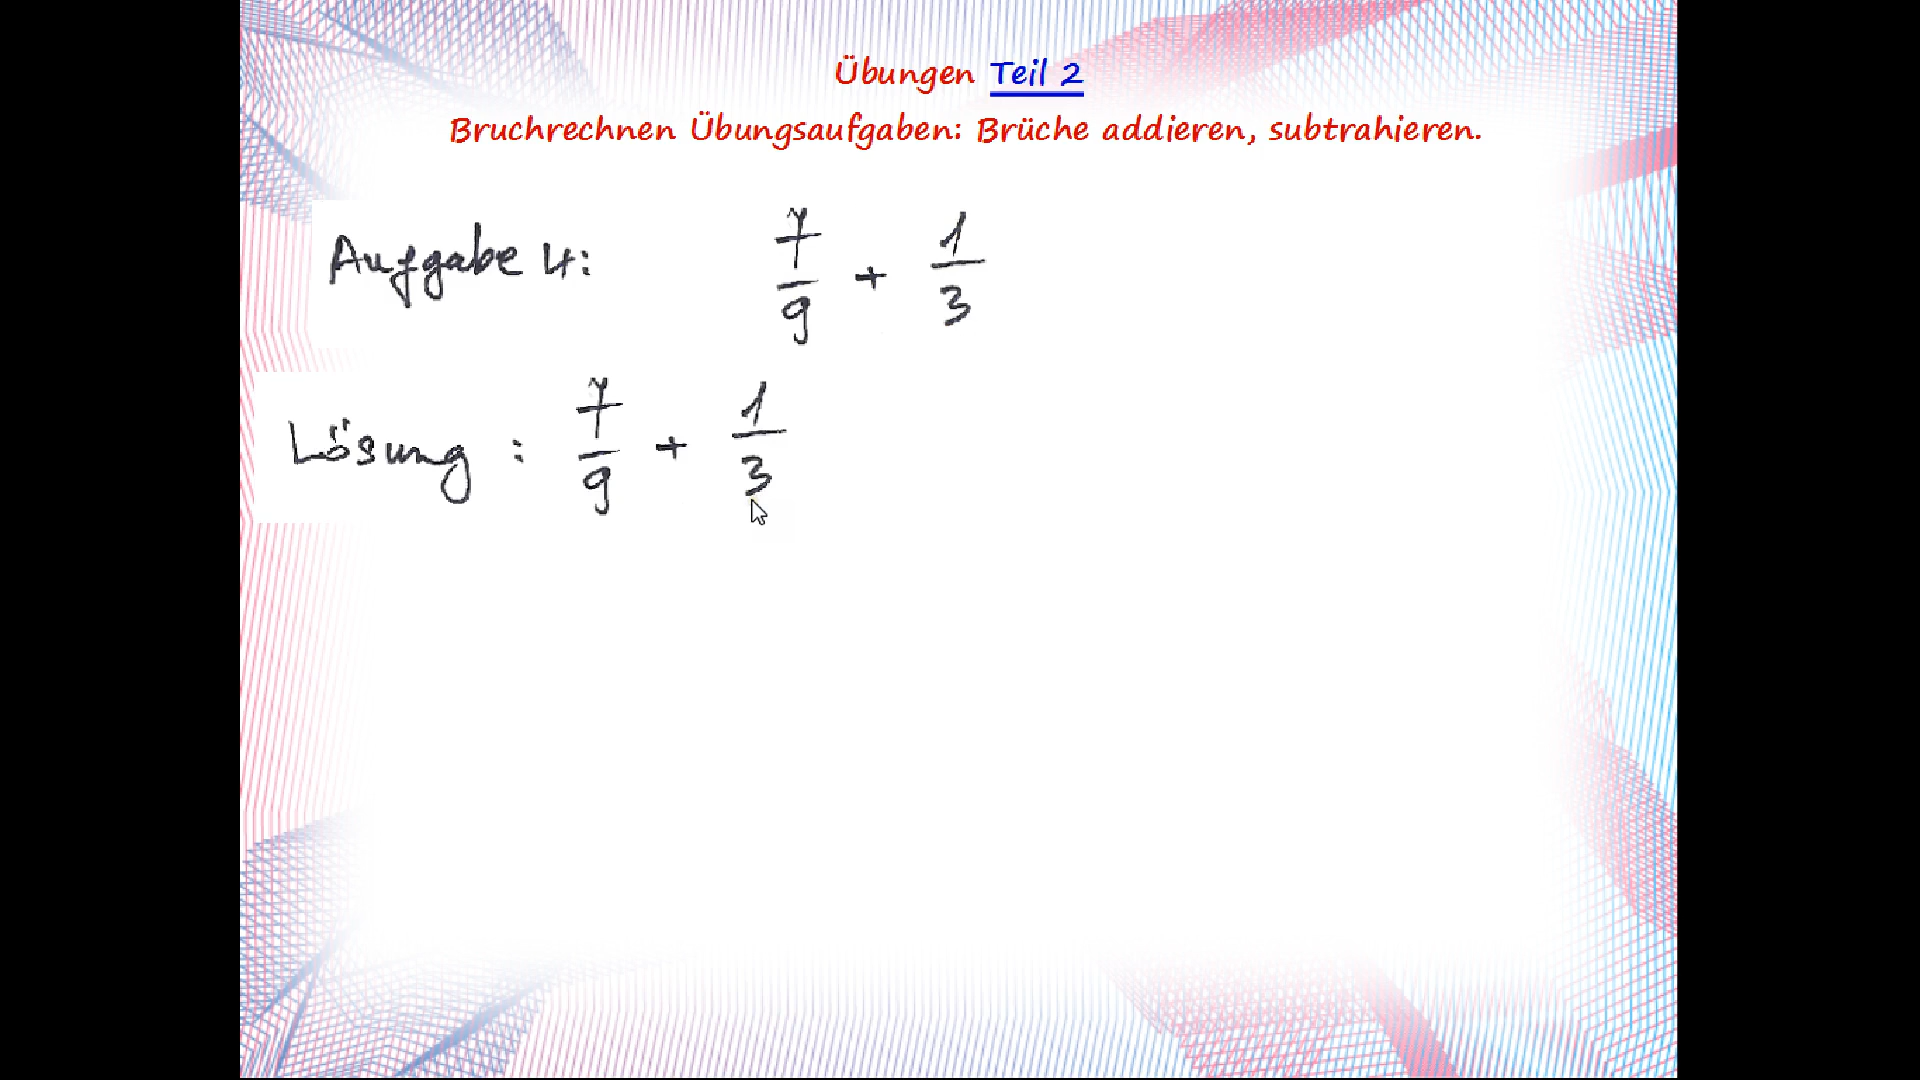 Übungen Teil 2
Bruchrechnen Übungsaufgaben: Brüche addieren, subtrahieren.
Aufgabe 4: 7/9 + 1/3
Lösung : 7/9 + 1/3